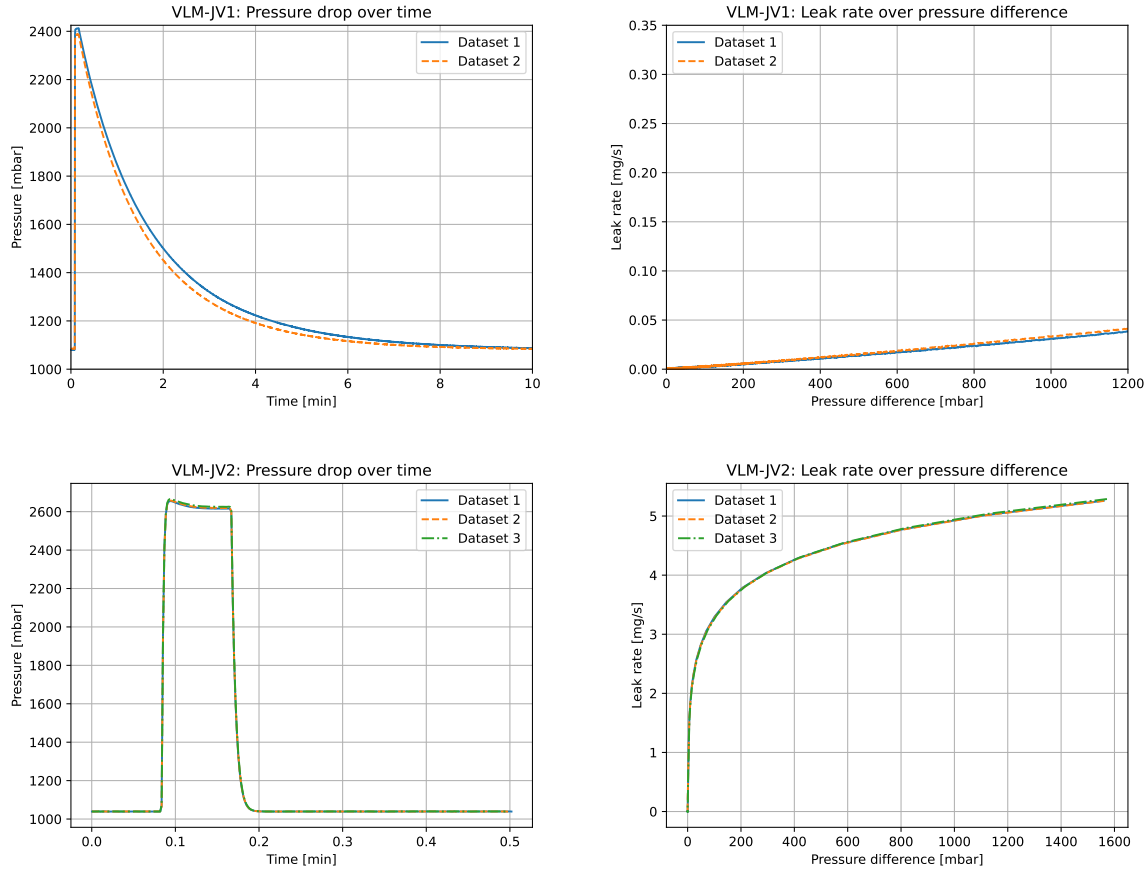 VLM-JV1: Pressure drop over time
Pressure [mbar]
2400
2200
2000
1800
1600
1400
1200
1000
Dataset 1
Dataset 2
0 2 4 6 8 10
Time [min]
VLM-JV1: Leak rate over pressure difference
Leak rate [mg/s]
0.35
0.30
0.25
0.20
0.15
0.10
0.05
0.00
Dataset 1
Dataset 2
0 200 400 600 800 1000 1200
Pressure difference [mbar]
VLM-JV2: Pressure drop over time
Pressure [mbar]
2600
2400
2200
2000
1800
1600
1400
1200
1000
Dataset 1
Dataset 2
Dataset 3
0.0 0.1 0.2 0.3 0.4 0.5
Time [min]
VLM-JV2: Leak rate over pressure difference
Leak rate [mg/s]
5
4
3
2
1
0
Dataset 1
Dataset 2
Dataset 3
0 200 400 600 800 1000 1200 1400 1600
Pressure difference [mbar]